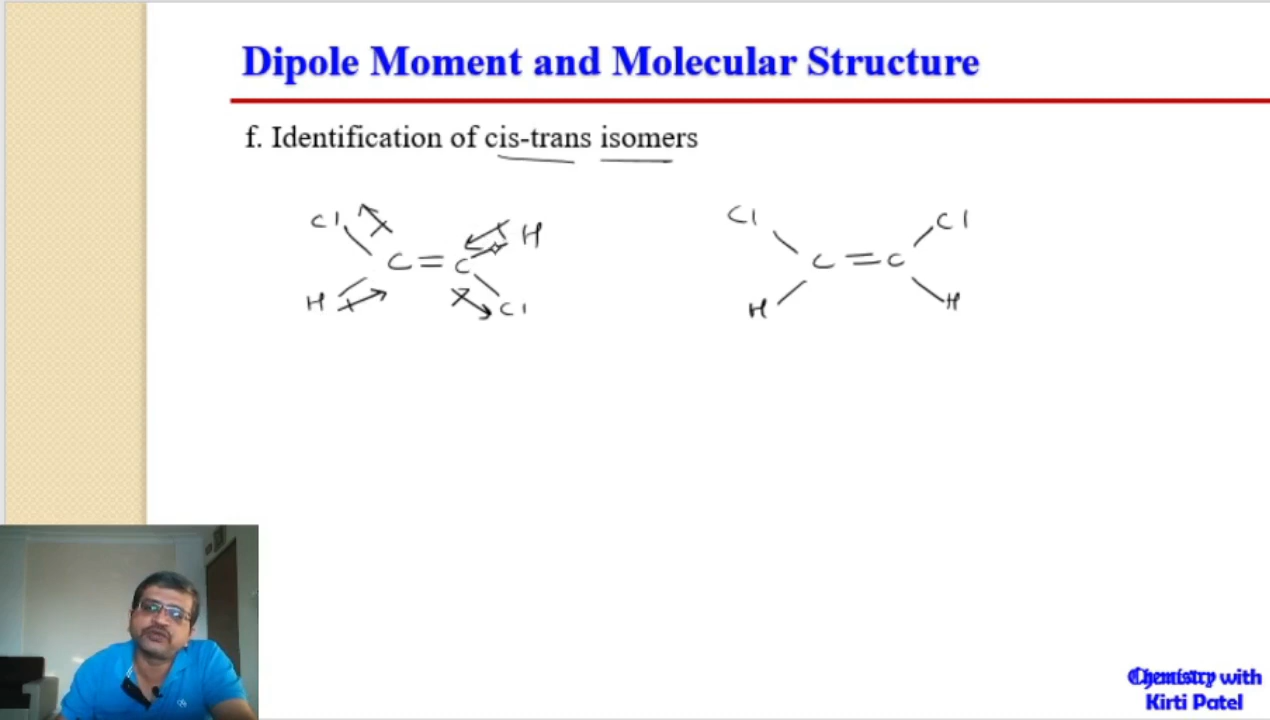 Dipole Moment and Molecular Structure
f. Identification of cis-trans isomers
Cl H Cl Cl
C = C C = C
H Cl H H
Chemistry with
Kirti Patel